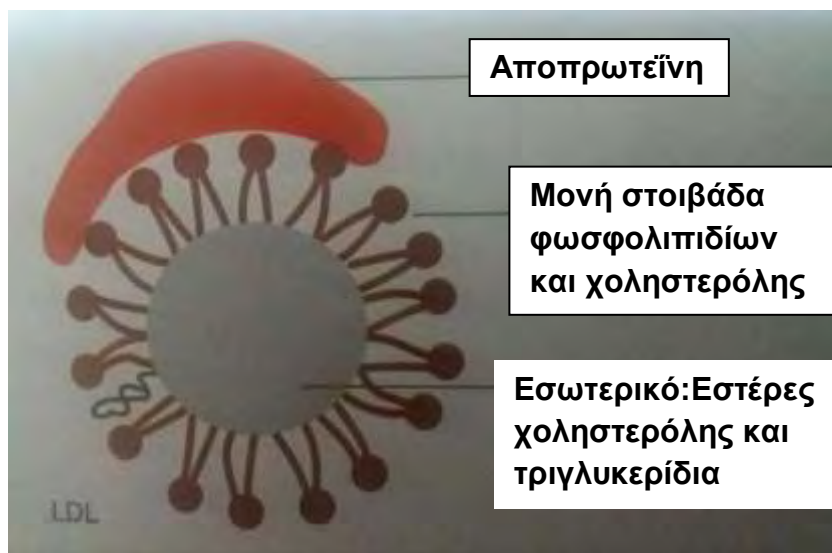 Αποπρωτεΐνη
Μονή στοιβάδα
φωσφολιπιδίων
και χοληστερόλης
Εσωτερικό:Εστέρες
χοληστερόλης και
τριγλυκερίδια
LDL